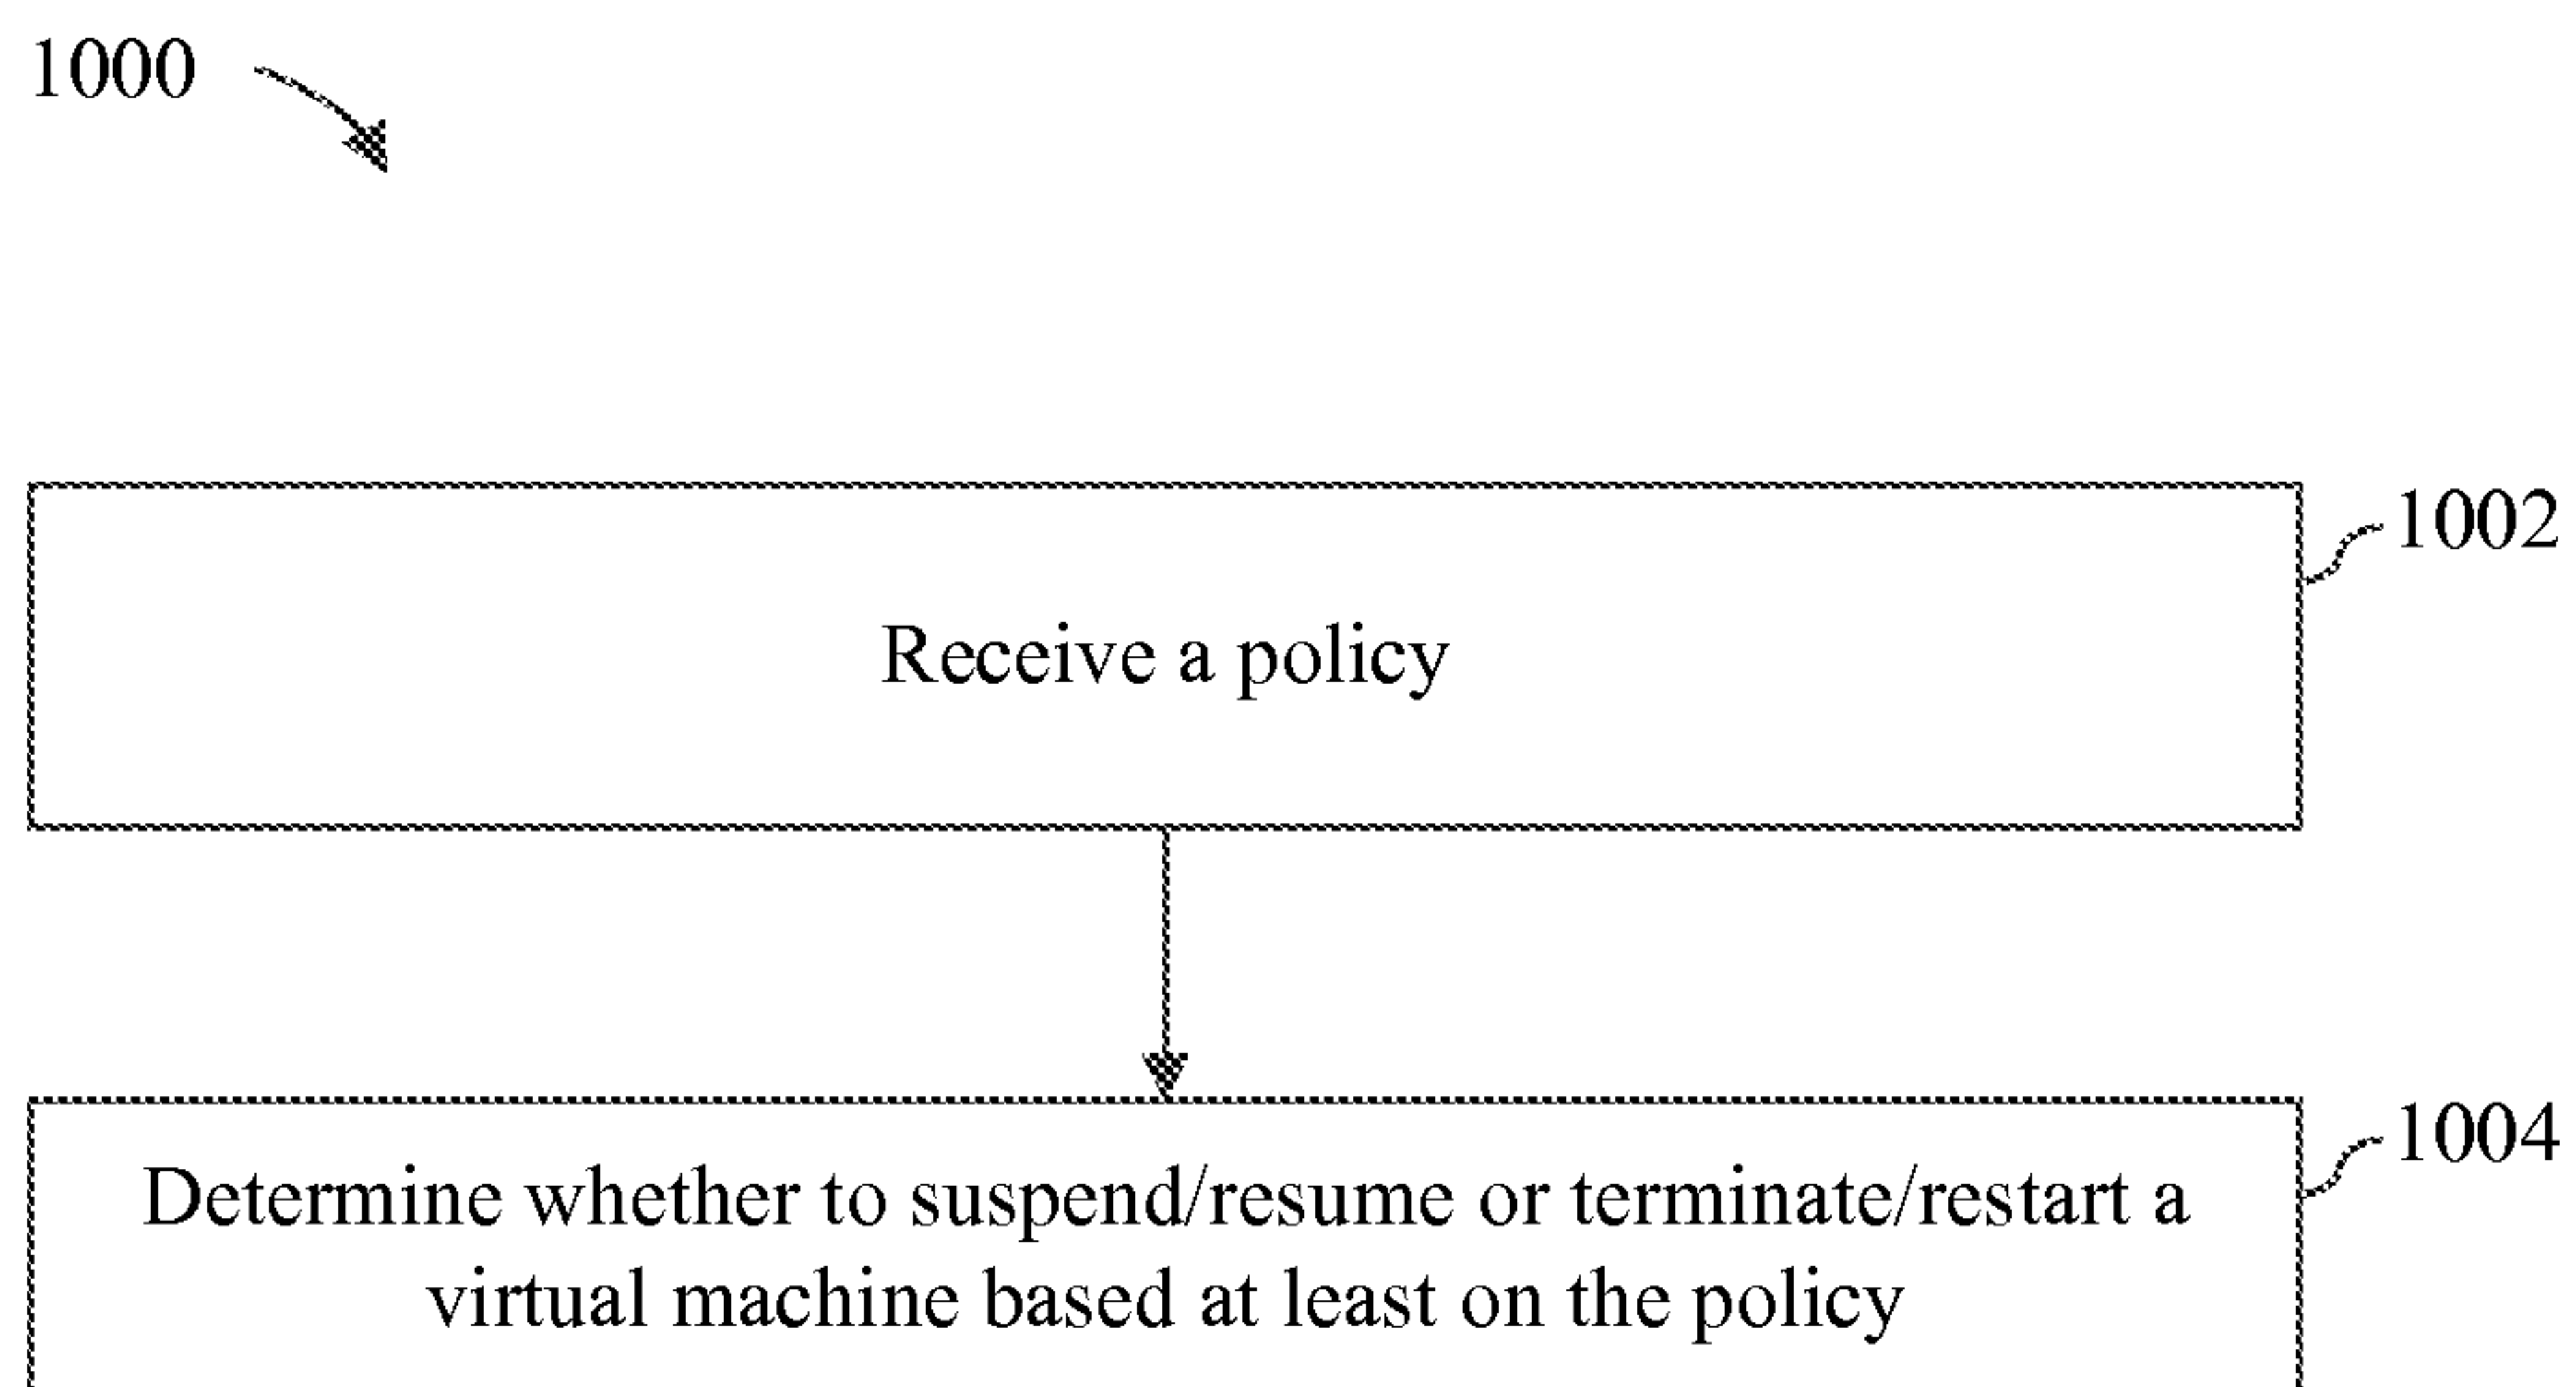 1000
1002
Receive a policy
1004
Determine whether to suspend/resume or terminate/restart a
virtual machine based at least on the policy